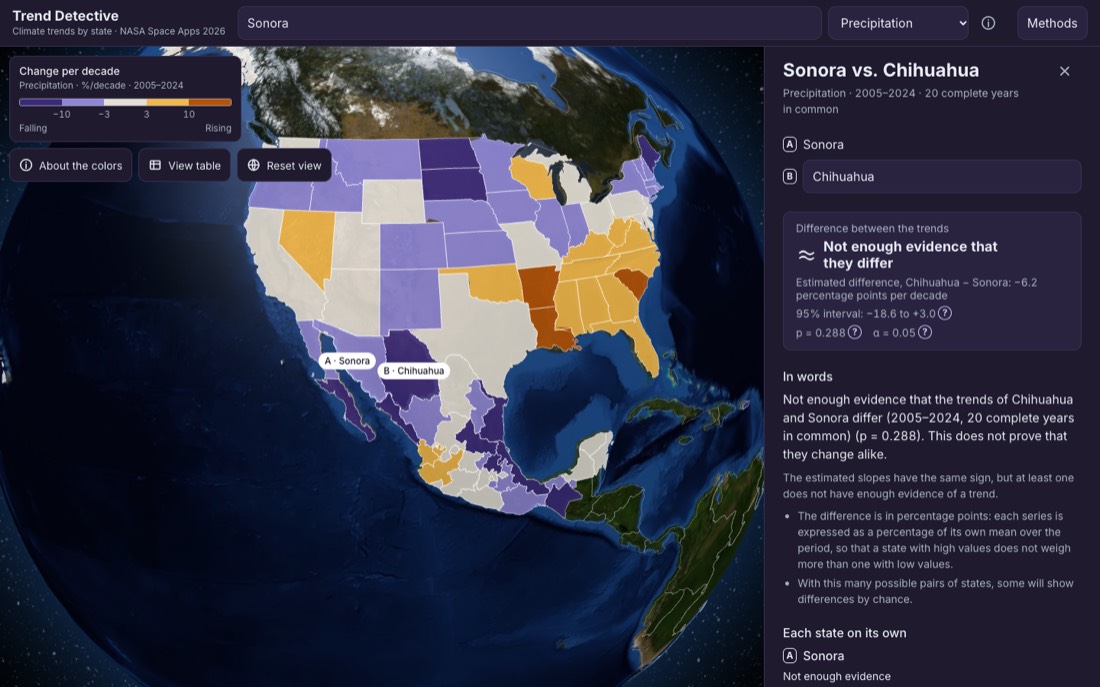 Trend Detective
Climate trends by state · NASA Space Apps 2026
Sonora
Precipitation
Methods
Change per decade
Precipitation · %/decade · 2005–2024
−10 −3 3 10
Falling Rising
About the colors
View table
Reset view
A · Sonora
B · Chihuahua
Sonora vs. Chihuahua
Precipitation · 2005–2024 · 20 complete years
in common
A Sonora
B Chihuahua
Difference between the trends
≈ Not enough evidence that
they differ
Estimated difference, Chihuahua − Sonora: −6.2
percentage points per decade
95% interval: −18.6 to +3.0 ?
p = 0.288 ? α = 0.05 ?
In words
Not enough evidence that the trends of Chihuahua
and Sonora differ (2005–2024, 20 complete years
in common) (p = 0.288). This does not prove that
they change alike.
The estimated slopes have the same sign, but at least one
does not have enough evidence of a trend.
• The difference is in percentage points: each series is
expressed as a percentage of its own mean over the
period, so that a state with high values does not weigh
more than one with low values.
• With this many possible pairs of states, some will show
differences by chance.
Each state on its own
A Sonora
Not enough evidence